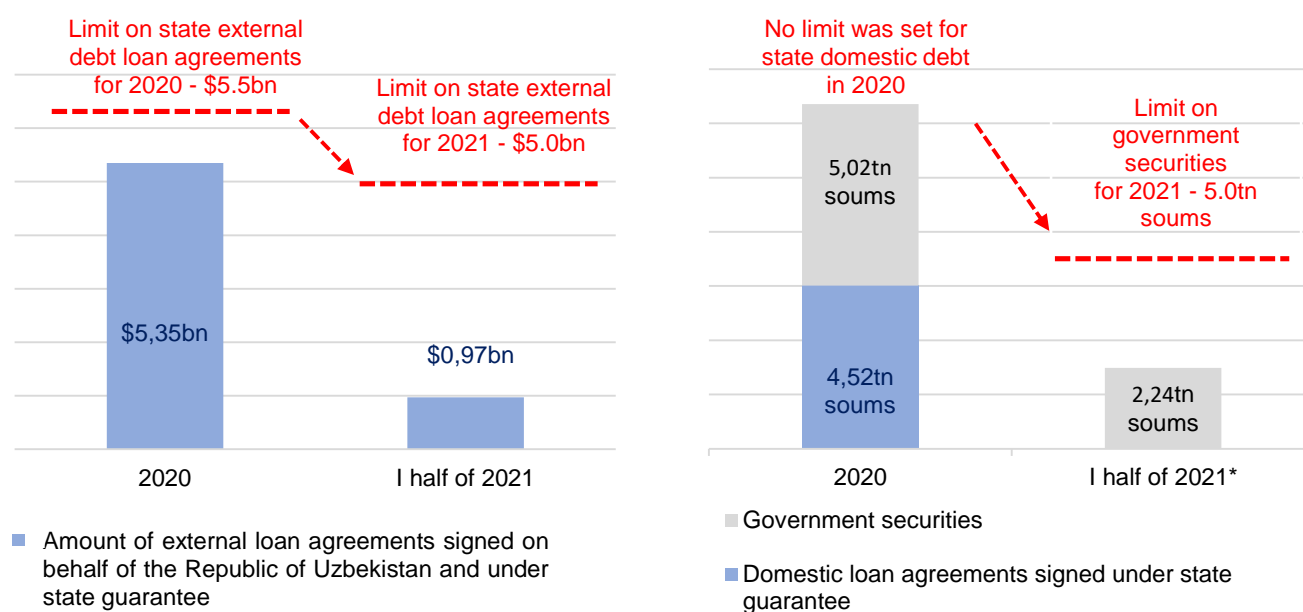 Limit on state external
debt loan agreements
for 2020 - $5.5bn
Limit on state external
debt loan agreements
for 2021 - $5.0bn
$5,35bn
$0,97bn
2020
I half of 2021
Amount of external loan agreements signed on
behalf of the Republic of Uzbekistan and under
state guarantee
No limit was set for
state domestic debt
in 2020
Limit on
government
securities
for 2021 - 5.0tn
soums
5,02tn
soums
4,52tn
soums
2,24tn
soums
2020
I half of 2021*
Government securities
Domestic loan agreements signed under state
guarantee